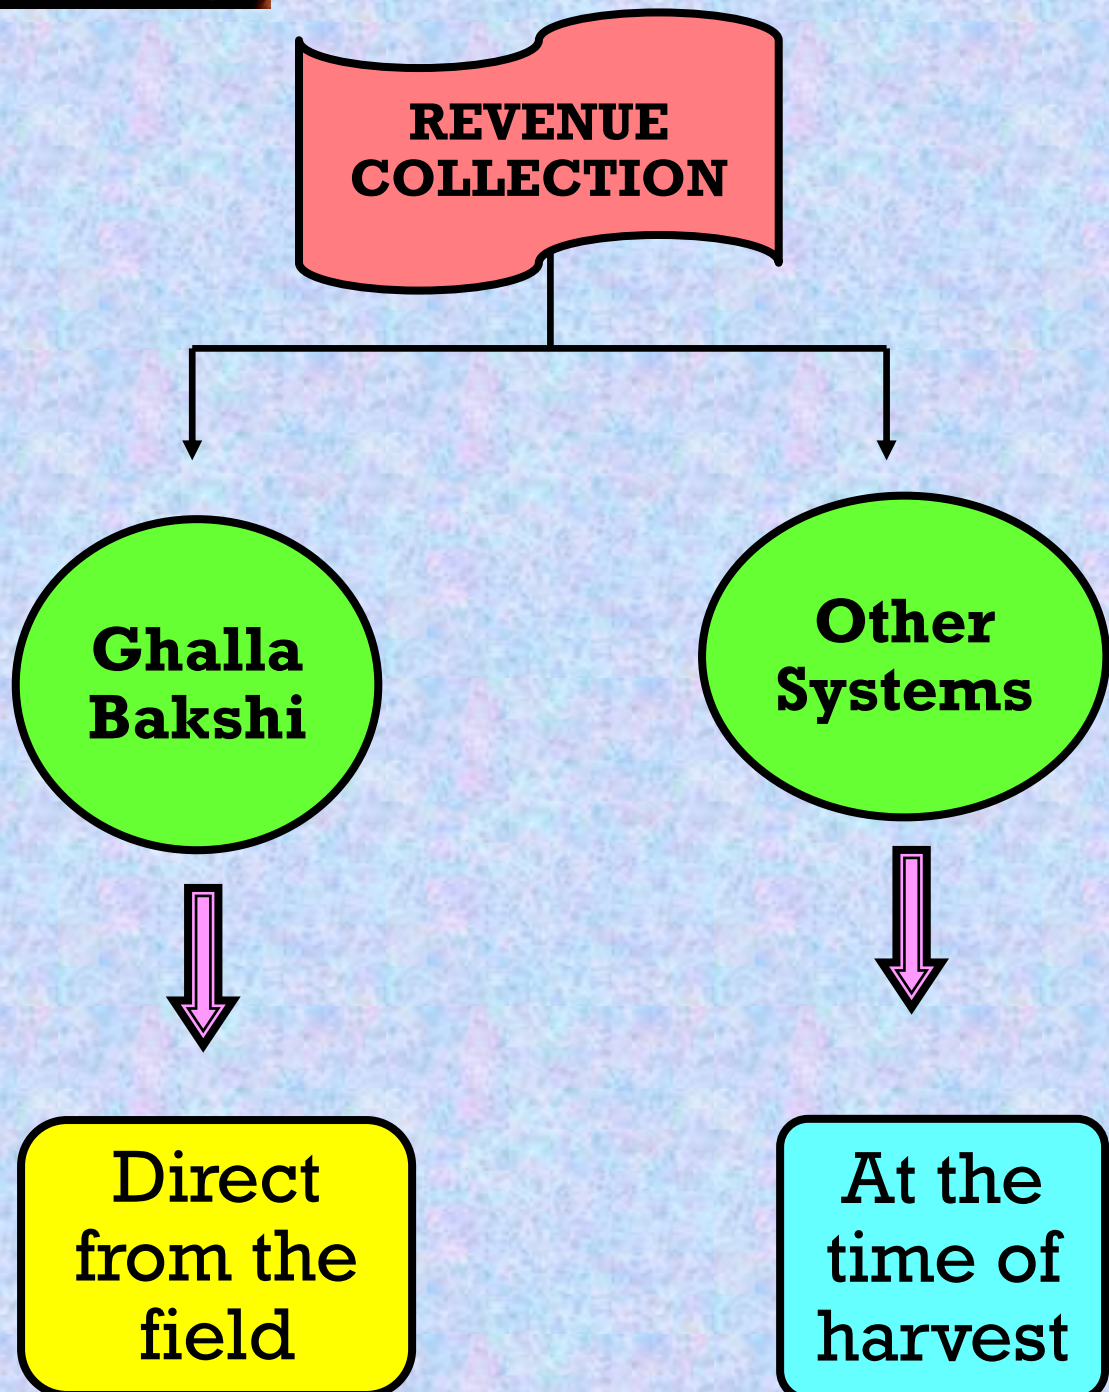 REVENUE
COLLECTION
Ghalla
Bakshi
Other
Systems
Direct
from the
field
At the
time of
harvest